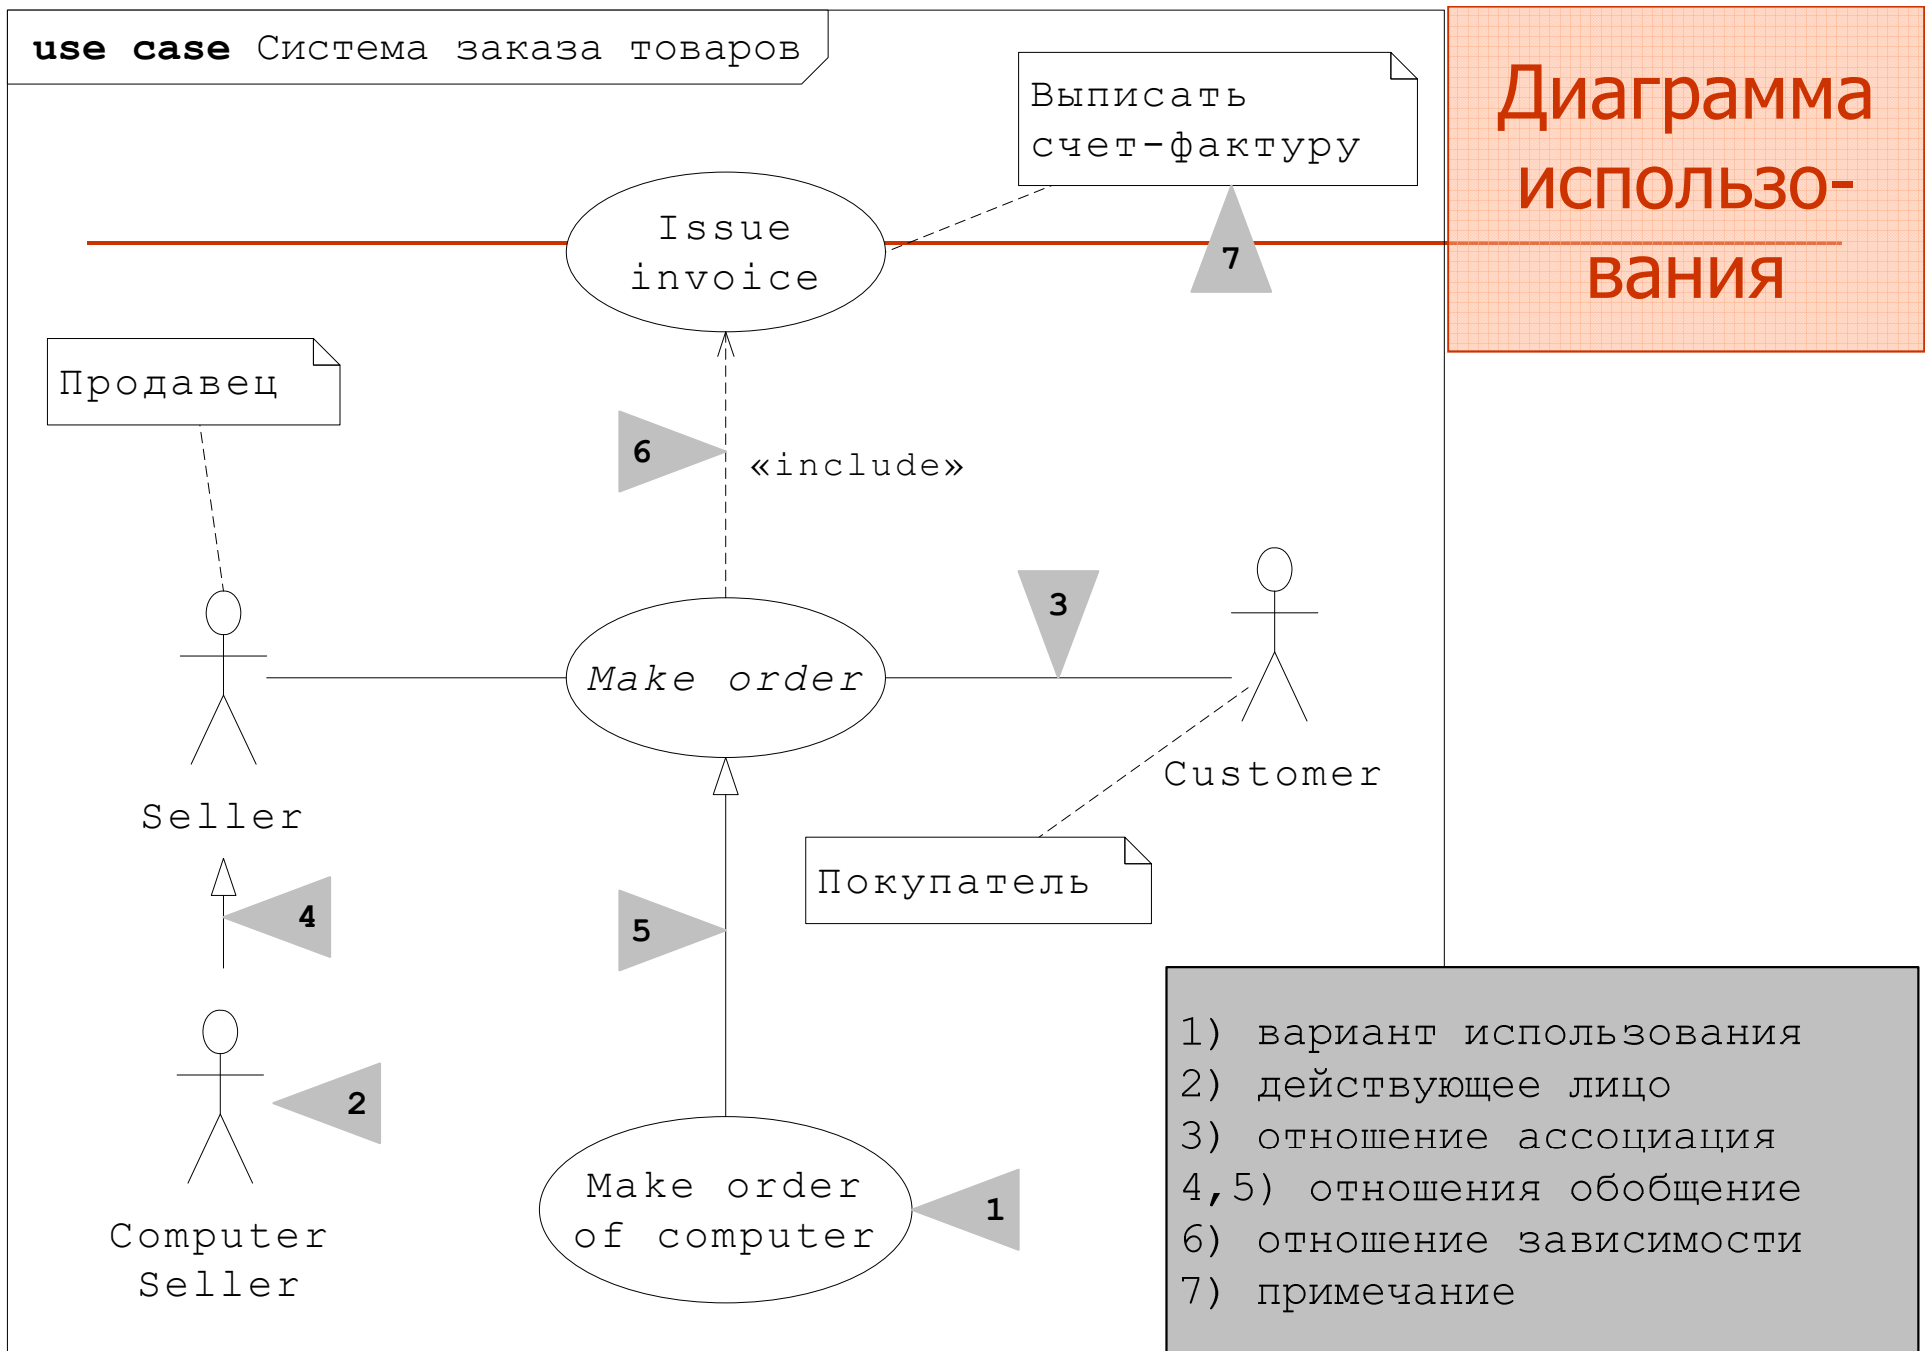 use case Система заказа товаров
Диаграмма
использо-
вания
Выписать
счет-фактуру
Issue
invoice
7
Продавец
6
«include»
3
Make order
Customer
Seller
Покупатель
4
5
2
Make order
of computer
1
Computer
Seller
1) вариант использования
2) действующее лицо
3) отношение ассоциация
4,5) отношения обобщение
6) отношение зависимости
7) примечание